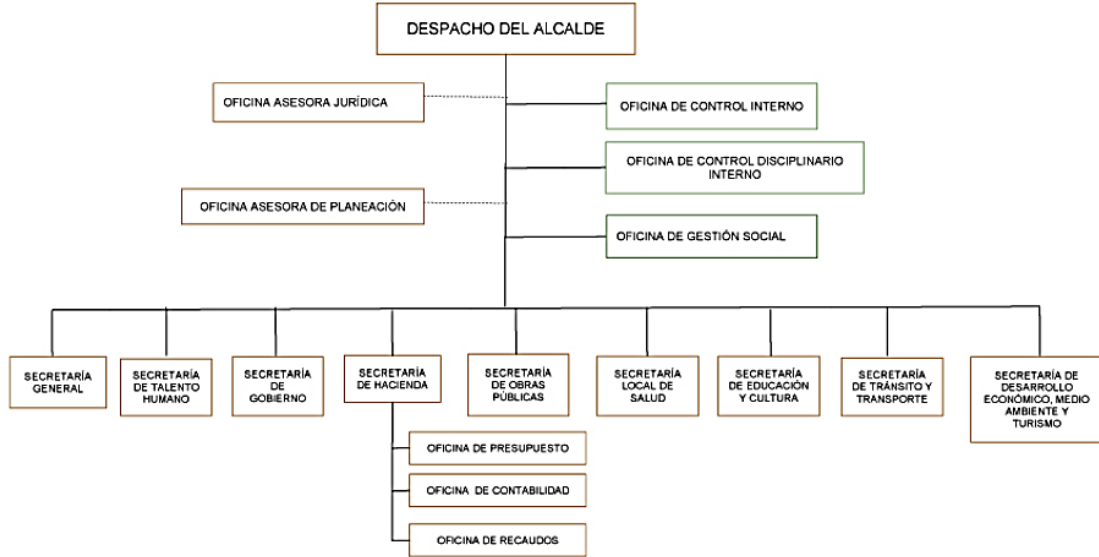 DESPACHO DEL ALCALDE
OFICINA ASESORA JURÍDICA
OFICINA DE CONTROL INTERNO
OFICINA DE CONTROL DISCIPLINARIO
INTERNO
OFICINA ASESORA DE PLANEACIÓN
OFICINA DE GESTIÓN SOCIAL
SECRETARÍA
GENERAL
SECRETARÍA
DE TALENTO
HUMANO
SECRETARÍA
DE
GOBIERNO
SECRETARÍA
DE HACIENDA
SECRETARÍA
DE OBRAS
PÚBLICAS
SECRETARÍA
LOCAL DE
SALUD
SECRETARÍA
DE EDUCACIÓN
Y CULTURA
SECRETARÍA
DE TRÁNSITO Y
TRANSPORTE
SECRETARÍA DE
DESARROLLO
ECONÓMICO, MEDIO
AMBIENTE Y
TURISMO
OFICINA DE PRESUPUESTO
OFICINA DE CONTABILIDAD
OFICINA DE RECAUDOS